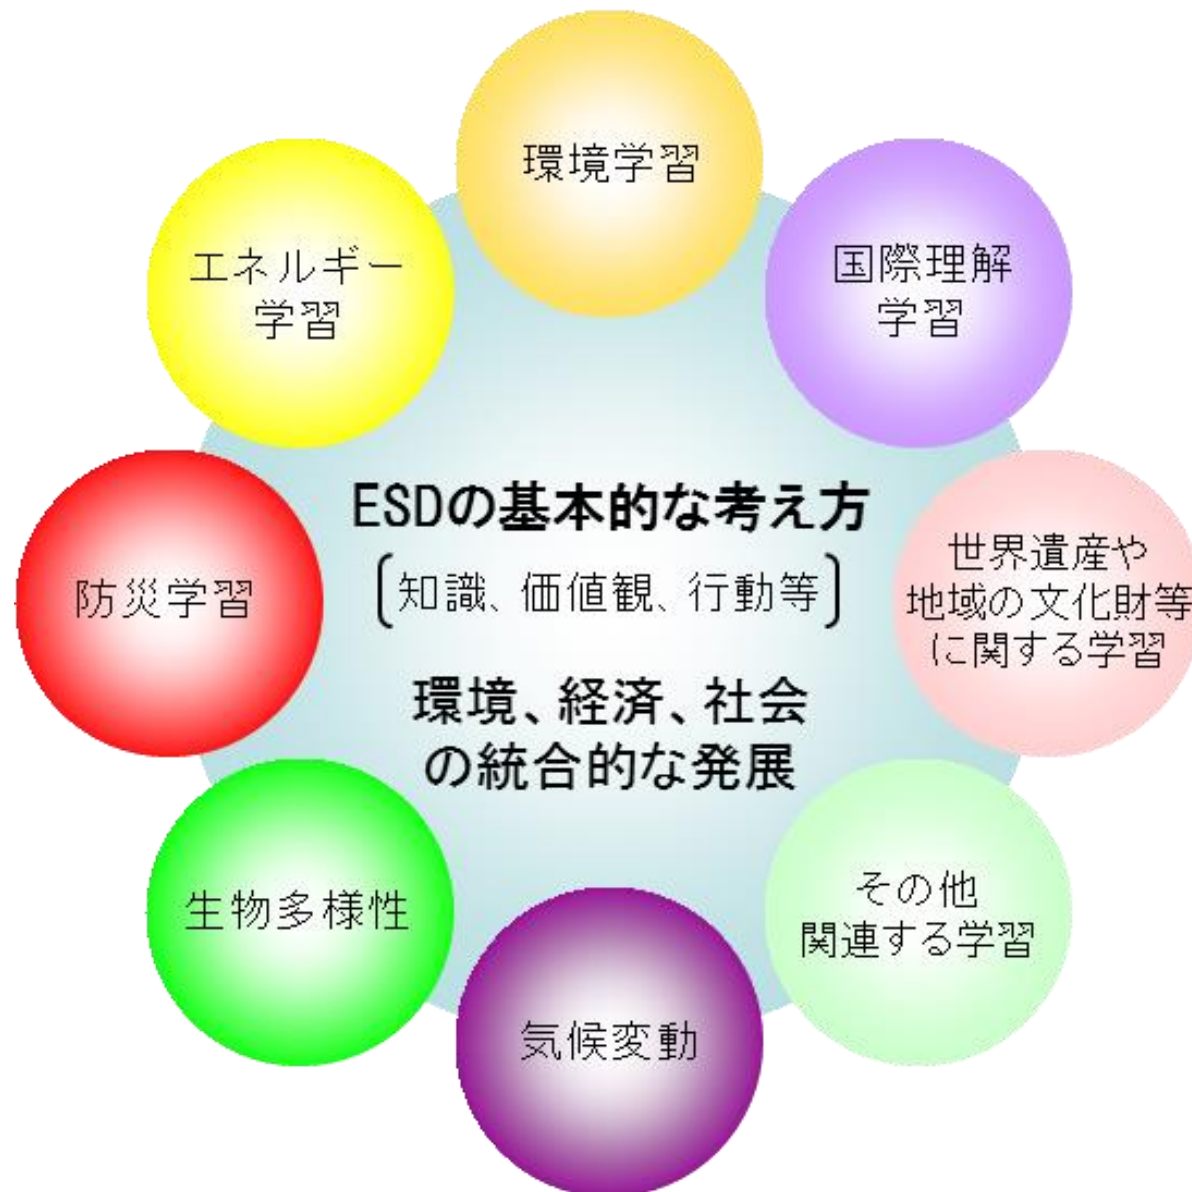 環境学習
国際理解
学習
エネルギー
学習
ESDの基本的な考え方
[知識、価値観、行動等]
環境、経済、社会
の統合的な発展
世界遺産や
地域の文化財等
に関する学習
防災学習
その他
関連する学習
生物多様性
気候変動